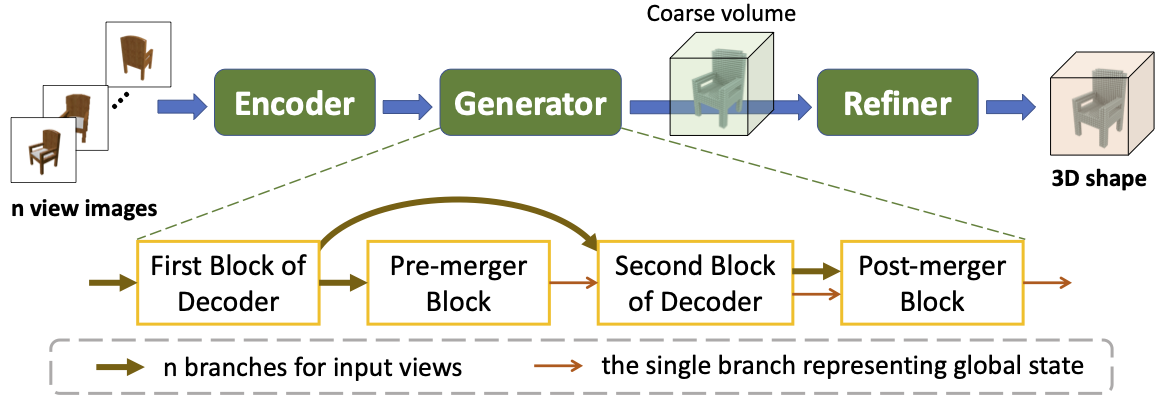 Coarse volume
Encoder
Generator
Refiner
n view images
3D shape
First Block of
Decoder
Pre-merger
Block
Second Block
of Decoder
Post-merger
Block
n branches for input views
the single branch representing global state